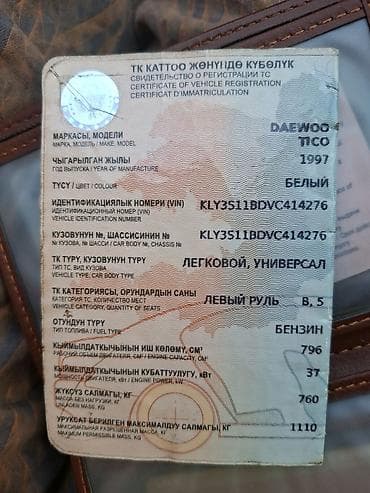 ТК КАТТОО ЖӨНҮНДӨ КҮБӨЛҮК
СВИДЕТЕЛЬСТВО О РЕГИСТРАЦИИ ТС
CERTIFICATE OF VEHICLE REGISTRATION
CERTIFICAT D'IMMATRICULATION
МАРКАСЫ, МОДЕЛИ DAEWOO
МАРКА, МОДЕЛЬ / MAKE, MODEL TICO
ЧЫГАРЫЛГАН ЖЫЛЫ 1997
ГОД ВЫПУСКА / YEAR OF MANUFACTURE
ТҮСҮ / ЦВЕТ / COLOUR БЕЛЫЙ
ИДЕНТИФИКАЦИЯЛЫК НОМЕРИ (VIN) KLY3S11BDVC414276
ИДЕНТИФИКАЦИОННЫЙ НОМЕР (VIN)
VEHICLE IDENTIFICATION NUMBER
КУЗОВУНУН №, ШАССИСИНИН № KLY3S11BDVC414276
№ КУЗОВА, № ШАССИ / CAR BODY №, CHASSIS №
ТК ТҮРҮ, КУЗОВУНУН ТҮРҮ ЛЕГКОВОЙ, УНИВЕРСАЛ
ТИП ТС, ВИД КУЗОВА
VEHICLE TYPE, CAR BODY TYPE
ТК КАТЕГОРИЯСЫ, ОРУНДАРДЫН САНЫ ЛЕВЫЙ РУЛЬ B, 5
КАТЕГОРИЯ ТС, КОЛИЧЕСТВО МЕСТ
VEHICLE CATEGORY, QUANTITY OF SEATS
ОТУНДУН ТҮРҮ БЕНЗИН
ТИП ТОПЛИВА / FUEL TYPE
КЫЙМЫЛДАТКЫЧЫНЫН ИШ КӨЛӨМҮ, СМ³ 796
РАБОЧИЙ ОБЪЕМ ДВИГАТЕЛЯ, СМ³ / ENGINE CAPACITY, CM³
КЫЙМЫЛДАТКЫЧЫНЫН КУБАТТУУЛУГУ, кВт 37
МОЩНОСТЬ ДВИГАТЕЛЯ, кВт / ENGINE POWER, kW
ЖҮКСҮЗ САЛМАГЫ, КГ 760
МАССА БЕЗ НАГРУЗКИ, КГ
UNLADEN MASS, KG
УРУКСАТ БЕРИЛГЕН МАКСИМАЛДУУ САЛМАГЫ, КГ 1110
МАКСИМАЛЬНАЯ РАЗРЕШЕННАЯ МАССА, КГ
MAXIMUM PERMISSIBLE MASS, KG